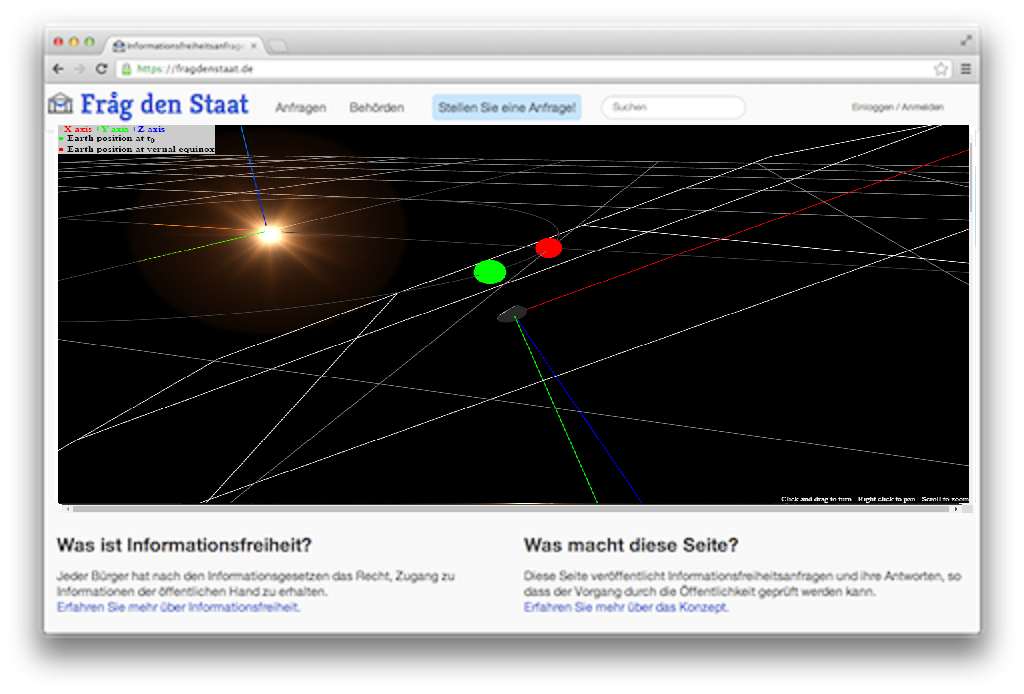 Informationsfreiheitsanfrage
https://fragdenstaat.de
Fråg den Staat
Anfragen
Behörden
Stellen Sie eine Anfrage!
Suchen
Einloggen / Anmelden
X axis +Y axis +Z axis
Earth position at t0
Earth position at vernal equinox
Click and drag to turn Right click to pan Scroll to zoom
Was ist Informationsfreiheit?
Jeder Bürger hat nach den Informationsgesetzen das Recht, Zugang zu
Informationen der öffentlichen Hand zu erhalten.
Erfahren Sie mehr über Informationsfreiheit.
Was macht diese Seite?
Diese Seite veröffentlicht Informationsfreiheitsanfragen und ihre Antworten, so
dass der Vorgang durch die Öffentlichkeit geprüft werden kann.
Erfahren Sie mehr über das Konzept.